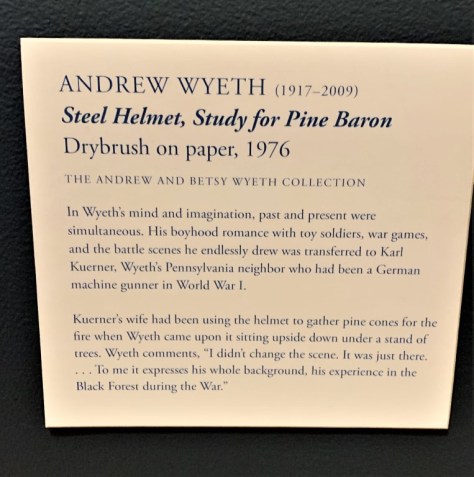 ANDREW WYETH (1917–2009)
Steel Helmet, Study for Pine Baron
Drybrush on paper, 1976
THE ANDREW AND BETSY WYETH COLLECTION
In Wyeth's mind and imagination, past and present were
simultaneous. His boyhood romance with toy soldiers, war games,
and the battle scenes he endlessly drew was transferred to Karl
Kuerner, Wyeth's Pennsylvania neighbor who had been a German
machine gunner in World War I.
Kuerner's wife had been using the helmet to gather pine cones for the
fire when Wyeth came upon it sitting upside down under a stand of
trees. Wyeth comments, "I didn't change the scene. It was just there.
. . . To me it expresses his whole background, his experience in the
Black Forest during the War."